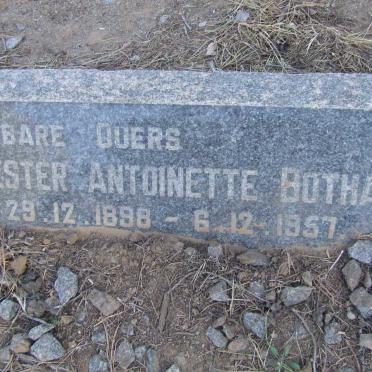 BARE OUERS
ESTER ANTOINETTE BOTHA
29.12.1898 - 6-12-1957